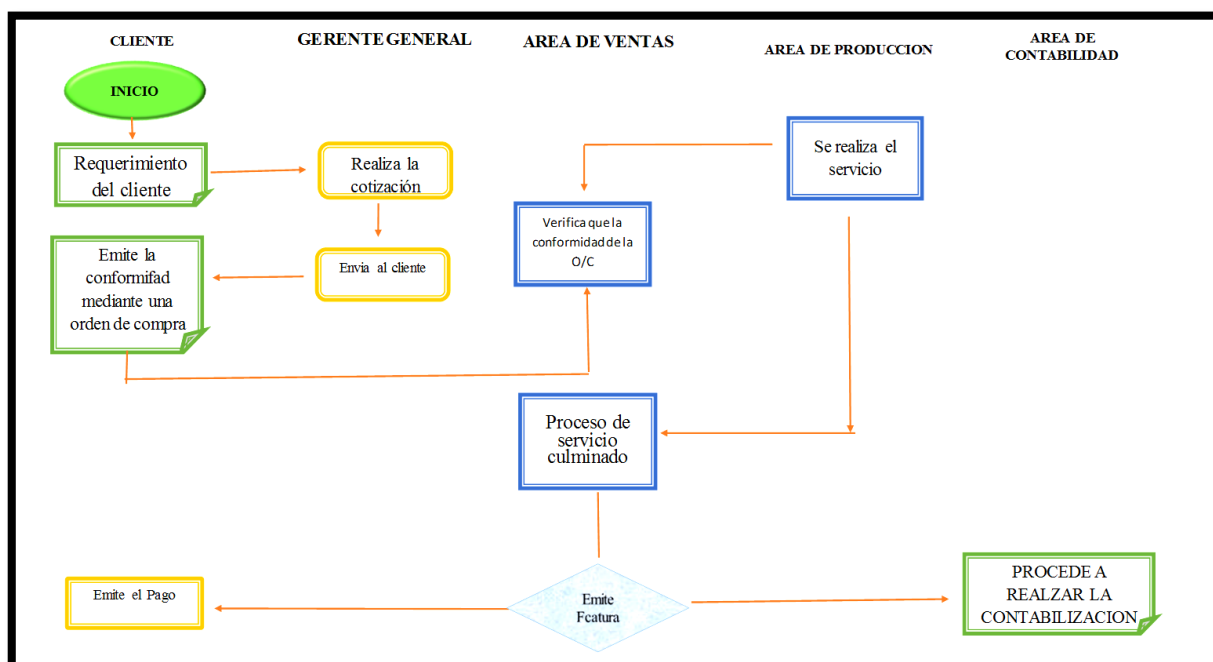 CLIENTE
GERENTE GENERAL
AREA DE VENTAS
AREA DE PRODUCCION
AREA DE
CONTABILIDAD
INICIO
Requerimiento
del cliente
Realiza la
cotización
Se realiza el
servicio
Verifica que la
conformidad de la
O/C
Emite la
conformifad
mediante una
orden de compra
Envia al cliente
Proceso de
servicio
culminado
Emite el Pago
Emite
Fcatura
PROCEDE A
REALZAR LA
CONTABILIZACION